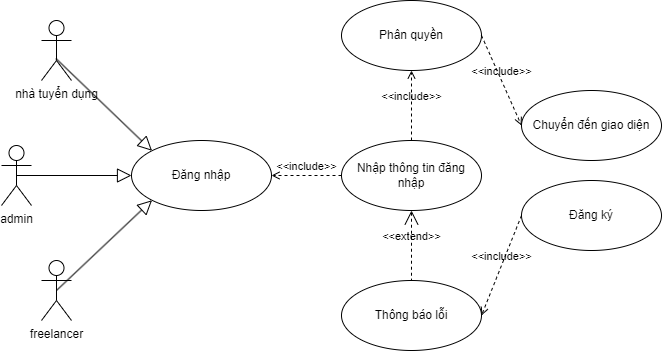 Phân quyền
<<include>>
<<include>>
nhà tuyển dụng
Chuyển đến giao diện
Đăng nhập
<<include>>
Nhập thông tin đăng
nhập
admin
Đăng ký
<<extend>>
<<include>>
Thông báo lỗi
freelancer